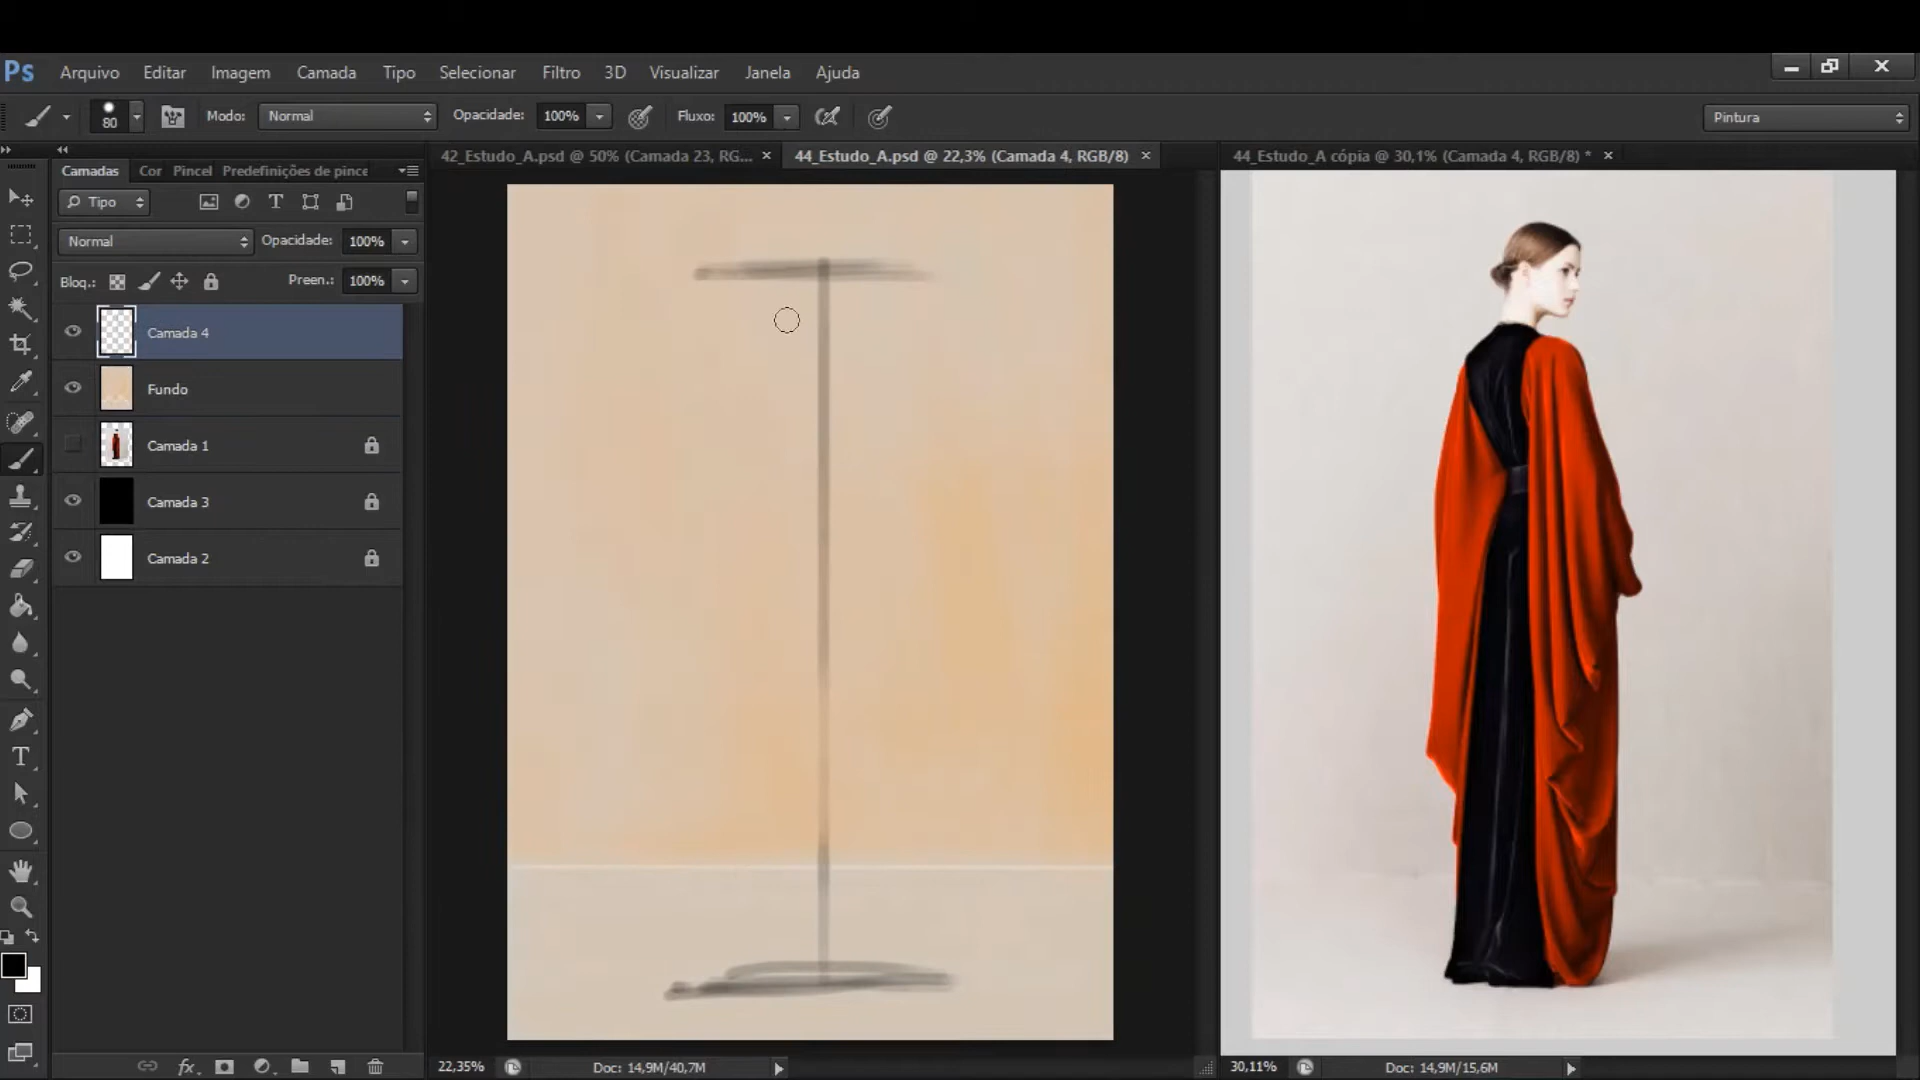 Ps Arquivo Editar Imagem Camada Tipo Selecionar Filtro 3D Visualizar Janela Ajuda
80 Modo: Normal Opacidade: 100% Fluxo: 100% Pintura
Camadas Cor Pincel Predefinições de pince
42_Estudo_A.psd @ 50% (Camada 23, RG... × 44_Estudo_A.psd @ 22,3% (Camada 4, RGB/8) × 44_Estudo_A cópia @ 30,1% (Camada 4, RGB/8) * ×
Tipo T
Normal Opacidade: 100%
Bloq.: Preen.: 100%
Camada 4
Fundo
Camada 1
Camada 3
Camada 2
T
fx
22,35% Doc: 14,9M/40,7M 30,11% Doc: 14,9M/15,6M